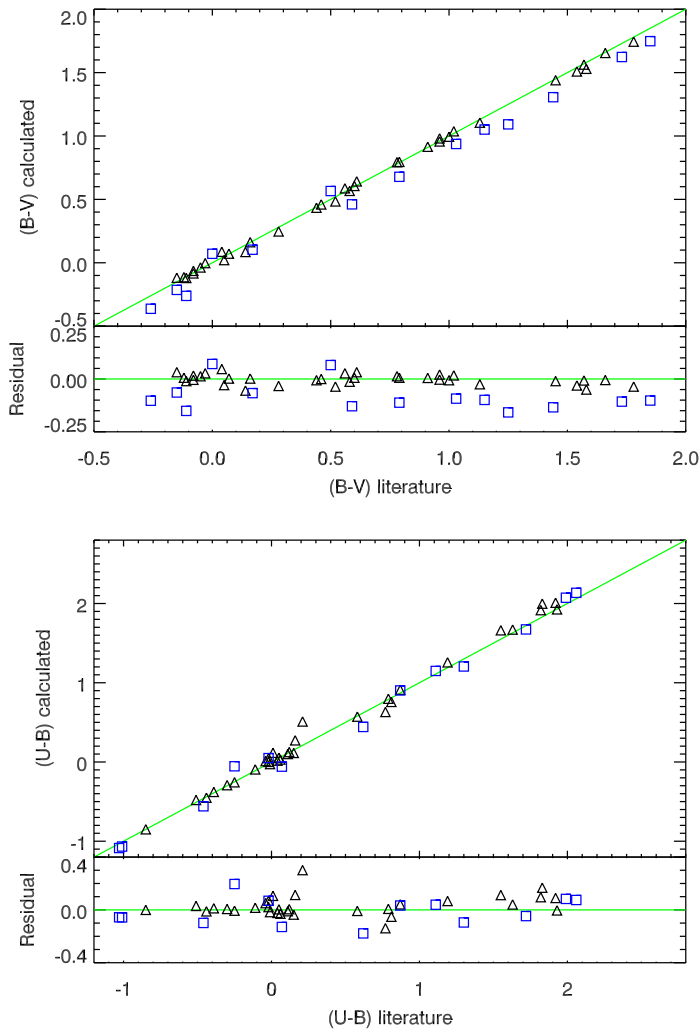 2.0
1.5
1.0
0.5
0.0
-0.5
(B-V) calculated
0.25
0.00
-0.25
Residual
-0.5 0.0 0.5 1.0 1.5 2.0
(B-V) literature
2
1
0
-1
(U-B) calculated
0.4
0.0
-0.4
Residual
-1 0 1 2
(U-B) literature